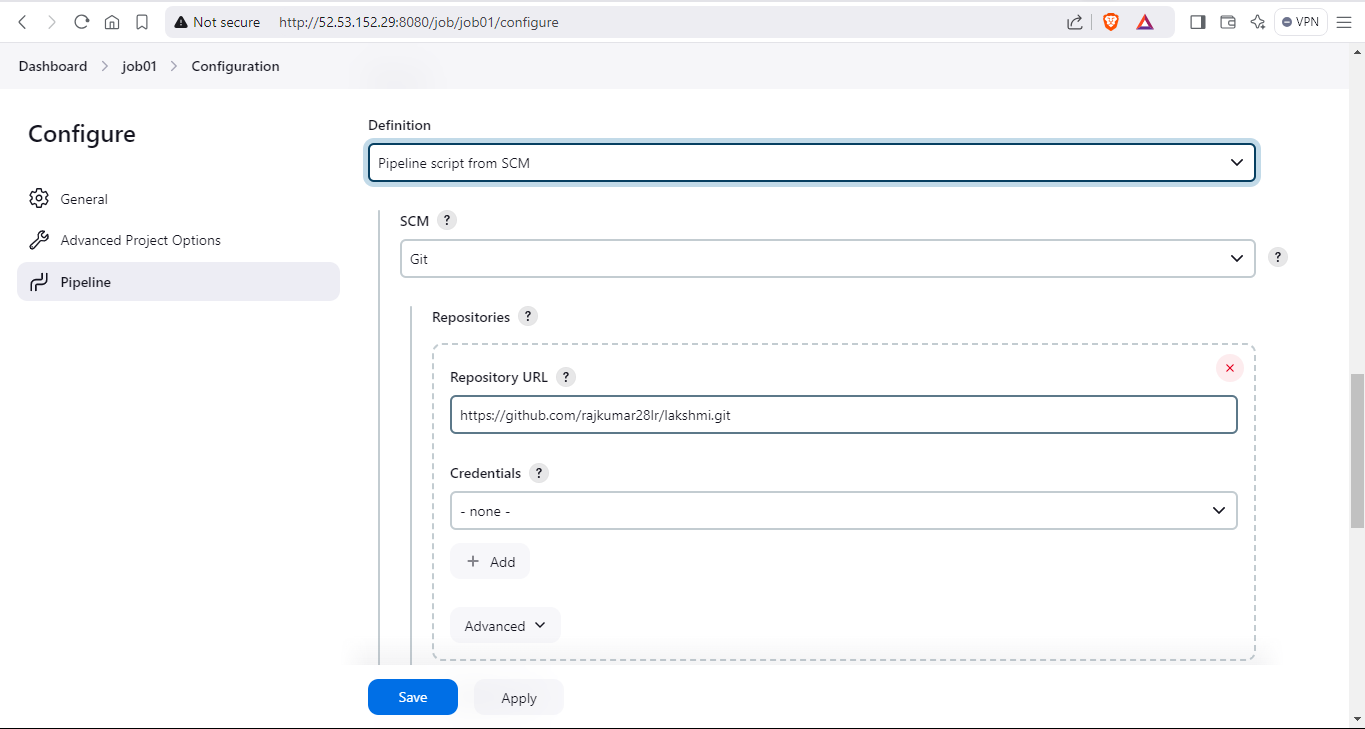 Not secure http://52.53.152.29:8080/job/job01/configure VPN
Dashboard > job01 > Configuration
Configure
General
Advanced Project Options
Pipeline
Definition
Pipeline script from SCM
SCM ?
Git
?
Repositories ?
Repository URL ?
https://github.com/rajkumar28lr/lakshmi.git
Credentials ?
- none -
+ Add
Advanced
Save Apply